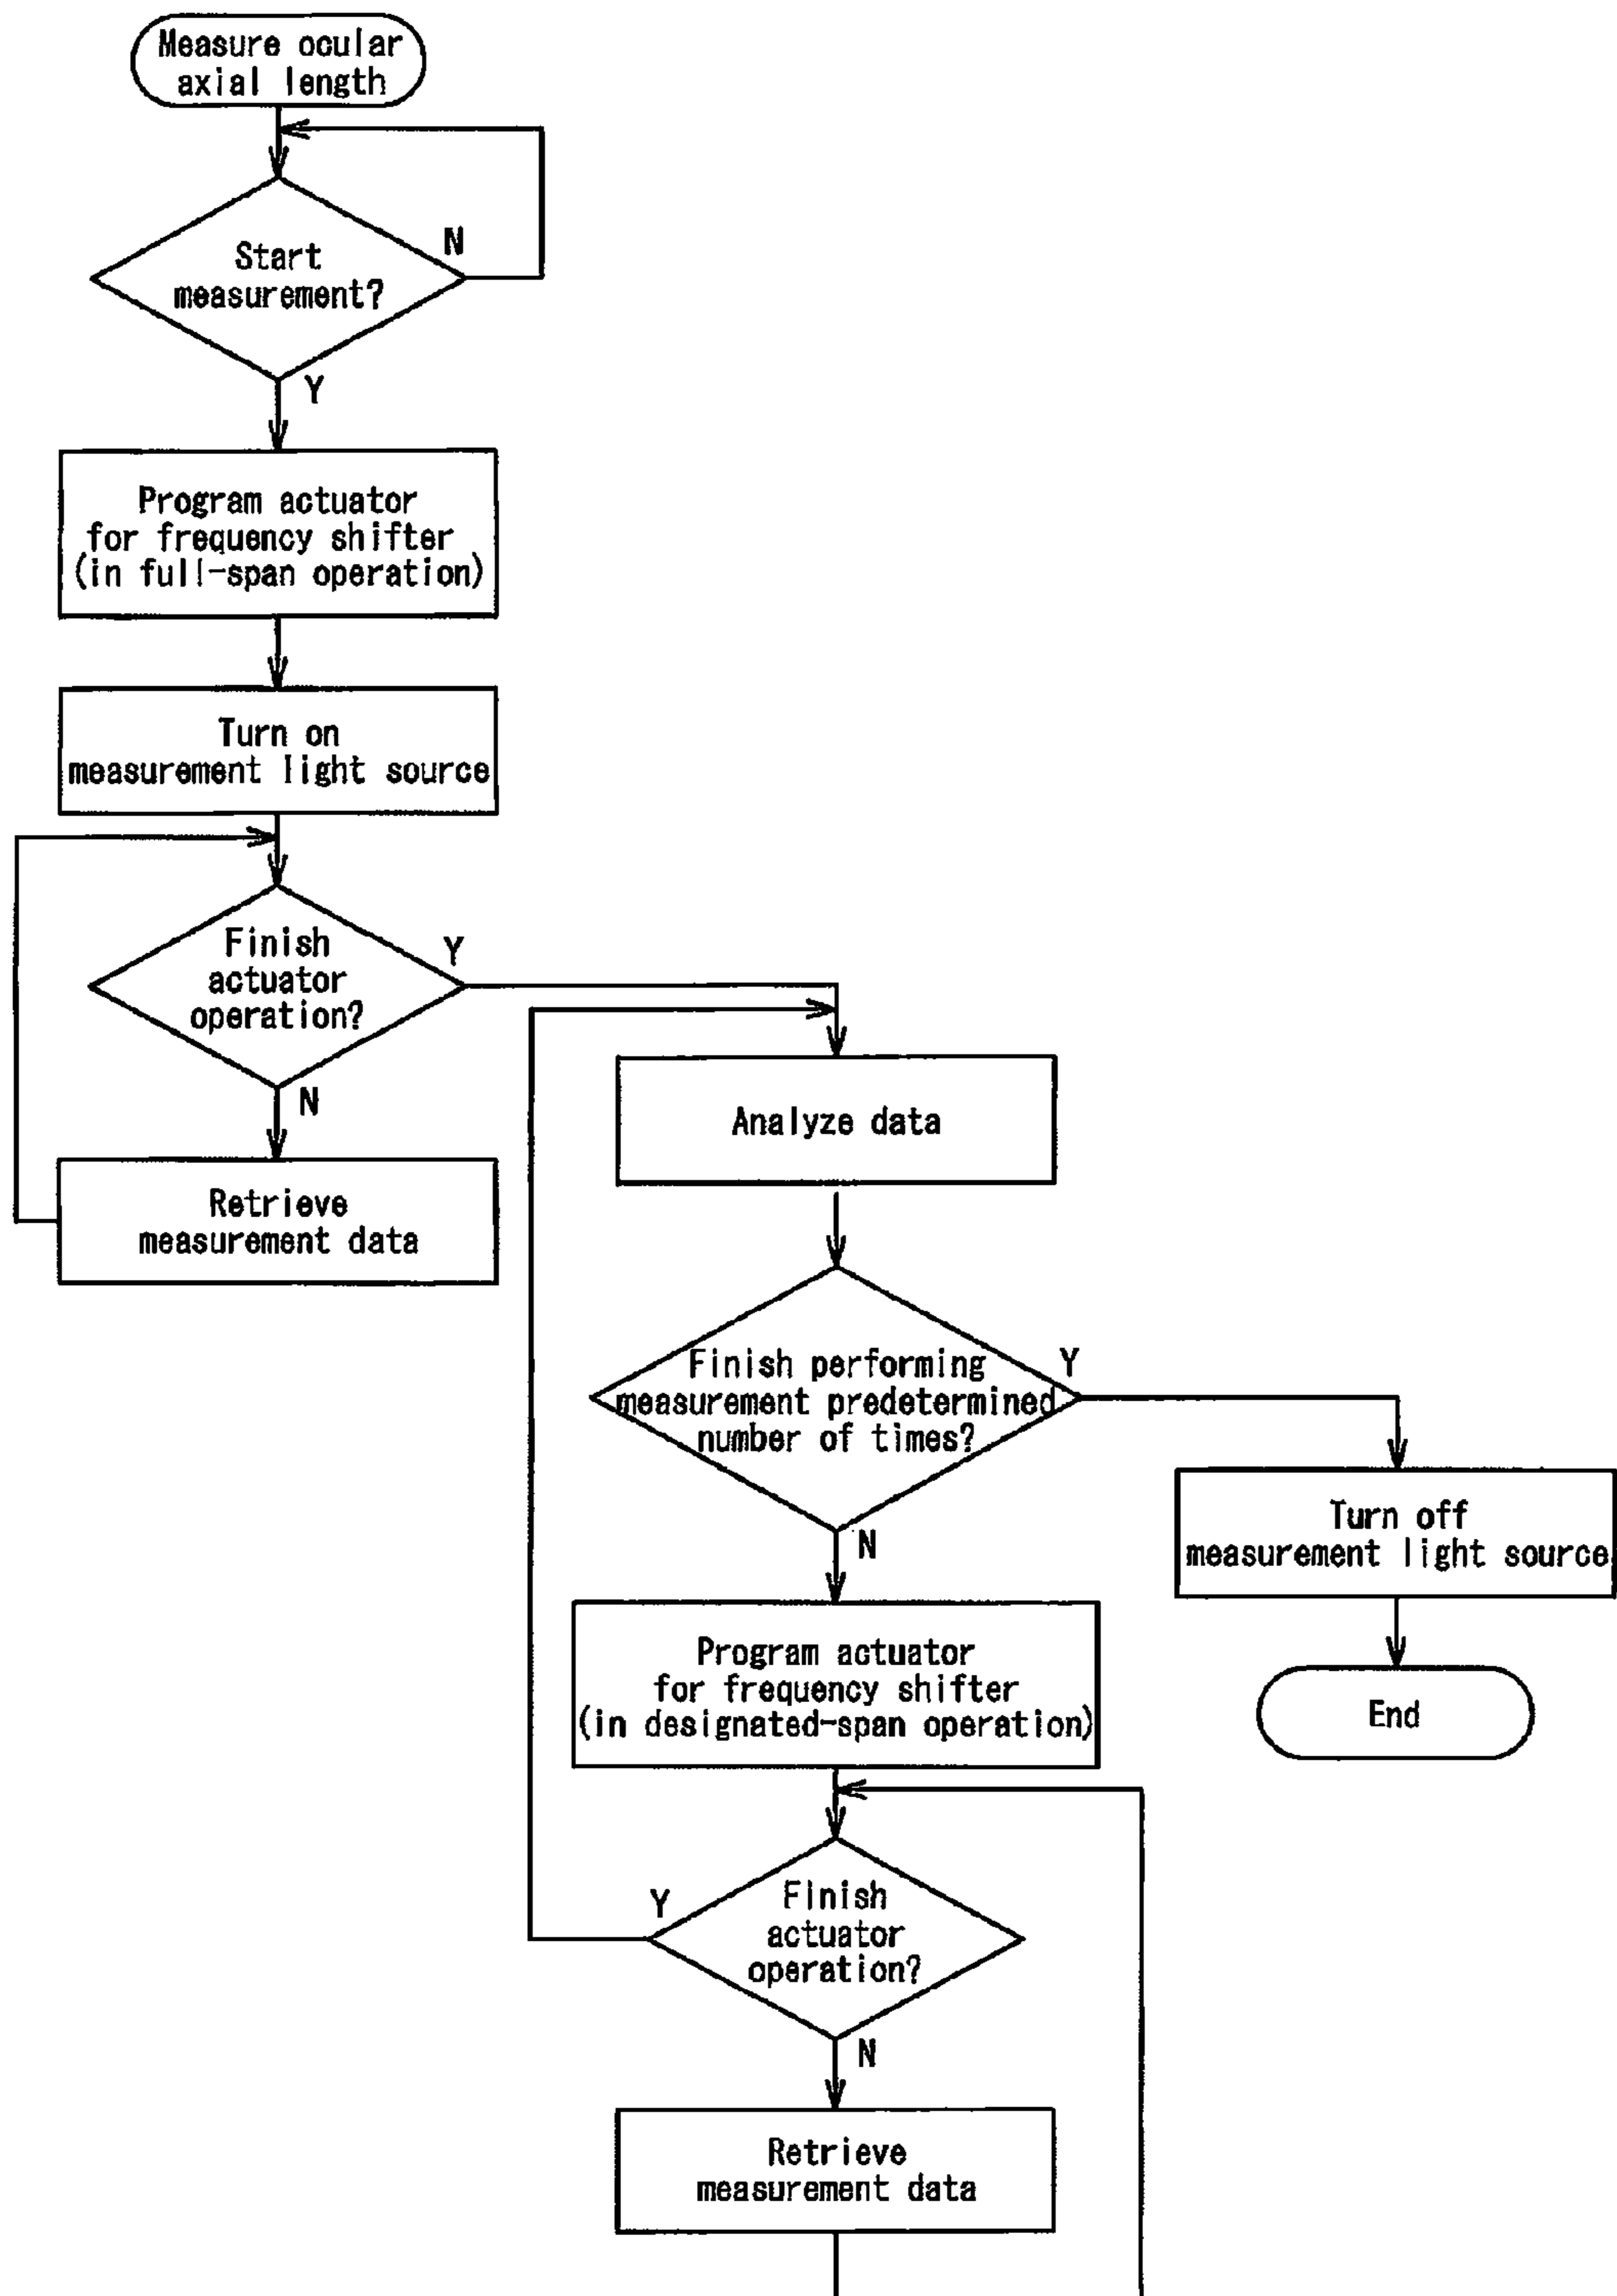 Measure ocular
axial length
Start
measurement?
N
Y
Program actuator
for frequency shifter
(in full-span operation)
Turn on
measurement light source
Finish
actuator
operation?
Y
N
Retrieve
measurement data
Analyze data
Finish performing
measurement predetermined
number of times?
Y
N
Turn off
measurement light source
End
Program actuator
for frequency shifter
(in designated-span operation)
Finish
actuator
operation?
Y
N
Retrieve
measurement data